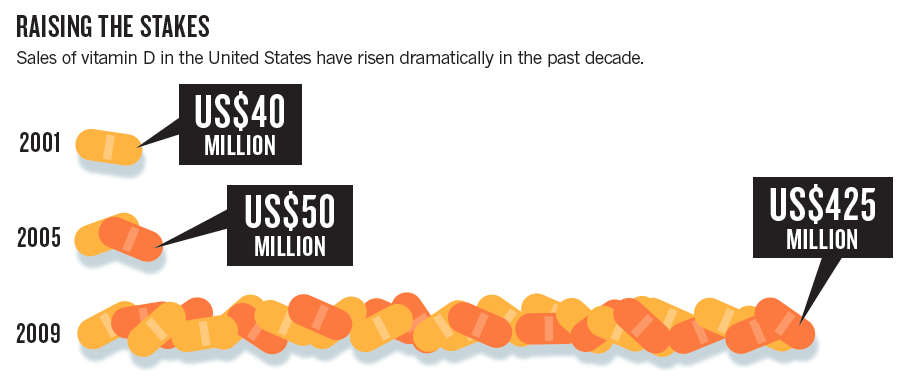 RAISING THE STAKES
Sales of vitamin D in the United States have risen dramatically in the past decade.
2001
US$40
MILLION
2005
US$50
MILLION
2009
US$425
MILLION